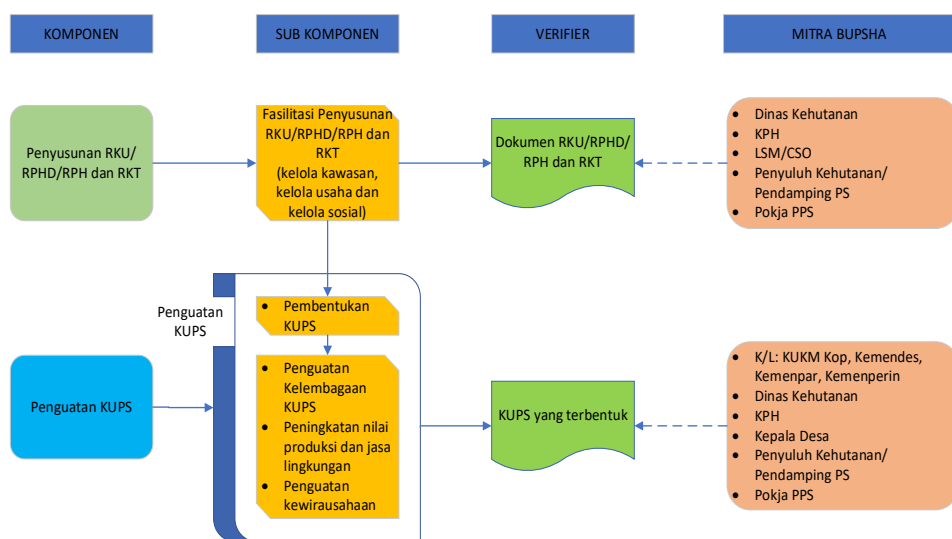 KOMPONEN
SUB KOMPONEN
VERIFIER
MITRA BUPSHA
Penyusunan RKU/
RPHD/RPH dan RKT
Fasilitasi Penyusunan
RKU/RPHD/RPH dan
RKT
(kelola kawasan,
kelola usaha dan
kelola sosial)
Dokumen RKU/RPHD/
RPH dan RKT
• Dinas Kehutanan
• KPH
• LSM/CSO
• Penyuluh Kehutanan/
Pendamping PS
• Pokja PPS
Penguatan
KUPS
• Pembentukan
KUPS
Penguatan KUPS
• Penguatan
Kelembagaan
KUPS
• Peningkatan nilai
produksi dan jasa
lingkungan
• Penguatan
kewirausahaan
KUPS yang terbentuk
• K/L: KUKM Kop, Kemendes,
Kemenpar, Kemenperin
• Dinas Kehutanan
• KPH
• Kepala Desa
• Penyuluh Kehutanan/
Pendamping PS
• Pokja PPS